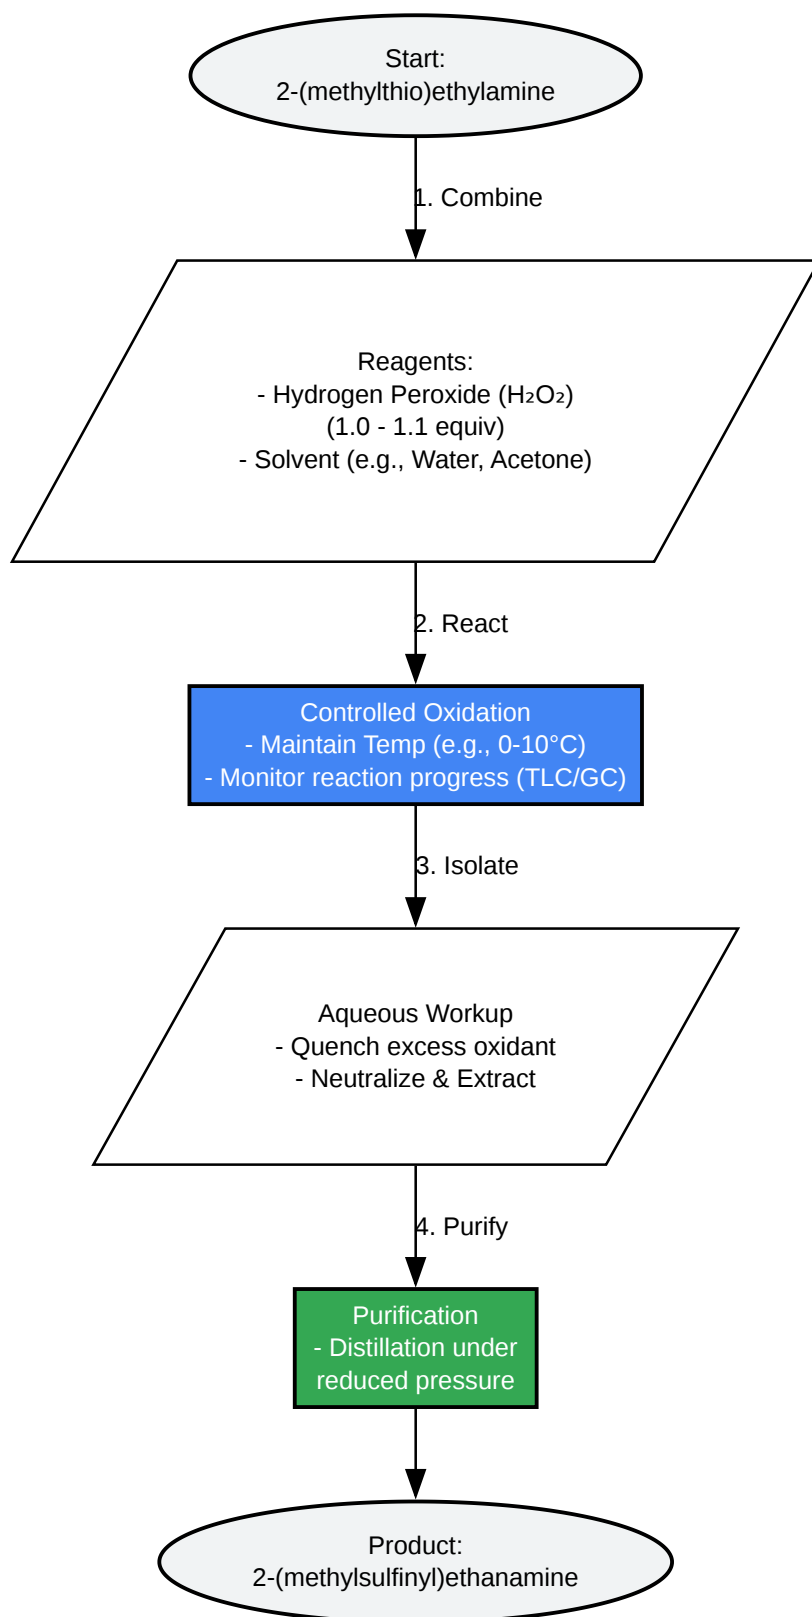 Start:
2-(methylthio)ethylamine
1. Combine
Reagents:
- Hydrogen Peroxide (H₂O₂)
(1.0 - 1.1 equiv)
- Solvent (e.g., Water, Acetone)
2. React
Controlled Oxidation
- Maintain Temp (e.g., 0-10°C)
- Monitor reaction progress (TLC/GC)
3. Isolate
Aqueous Workup
- Quench excess oxidant
- Neutralize & Extract
4. Purify
Purification
- Distillation under
reduced pressure
Product:
2-(methylsulfinyl)ethanamine